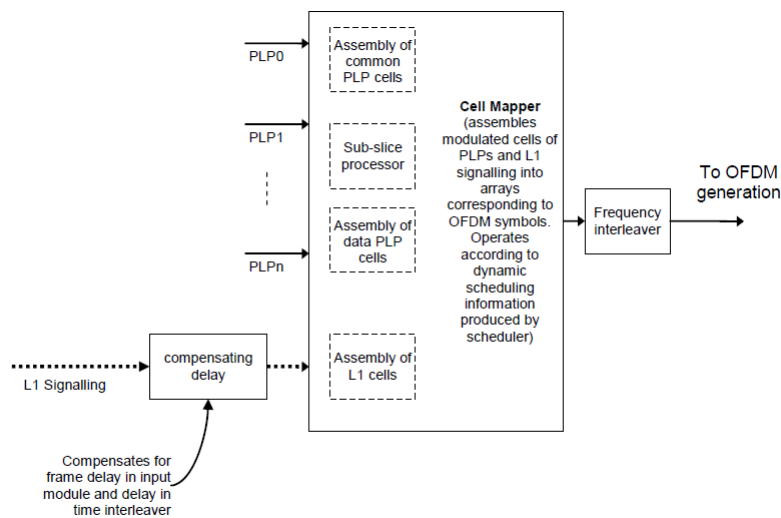 PLP0
Assembly of
common
PLP cells
PLP1
Sub-slice
processor
PLPn
Assembly of
data PLP
cells
Cell Mapper
(assembles
modulated cells of
PLPs and L1
signalling into
arrays
corresponding to
OFDM symbols.
Operates
according to
dynamic
scheduling
information
produced by
scheduler)
Frequency
interleaver
To OFDM
generation
L1 Signalling
compensating
delay
Assembly of
L1 cells
Compensates for
frame delay in input
module and delay in
time interleaver